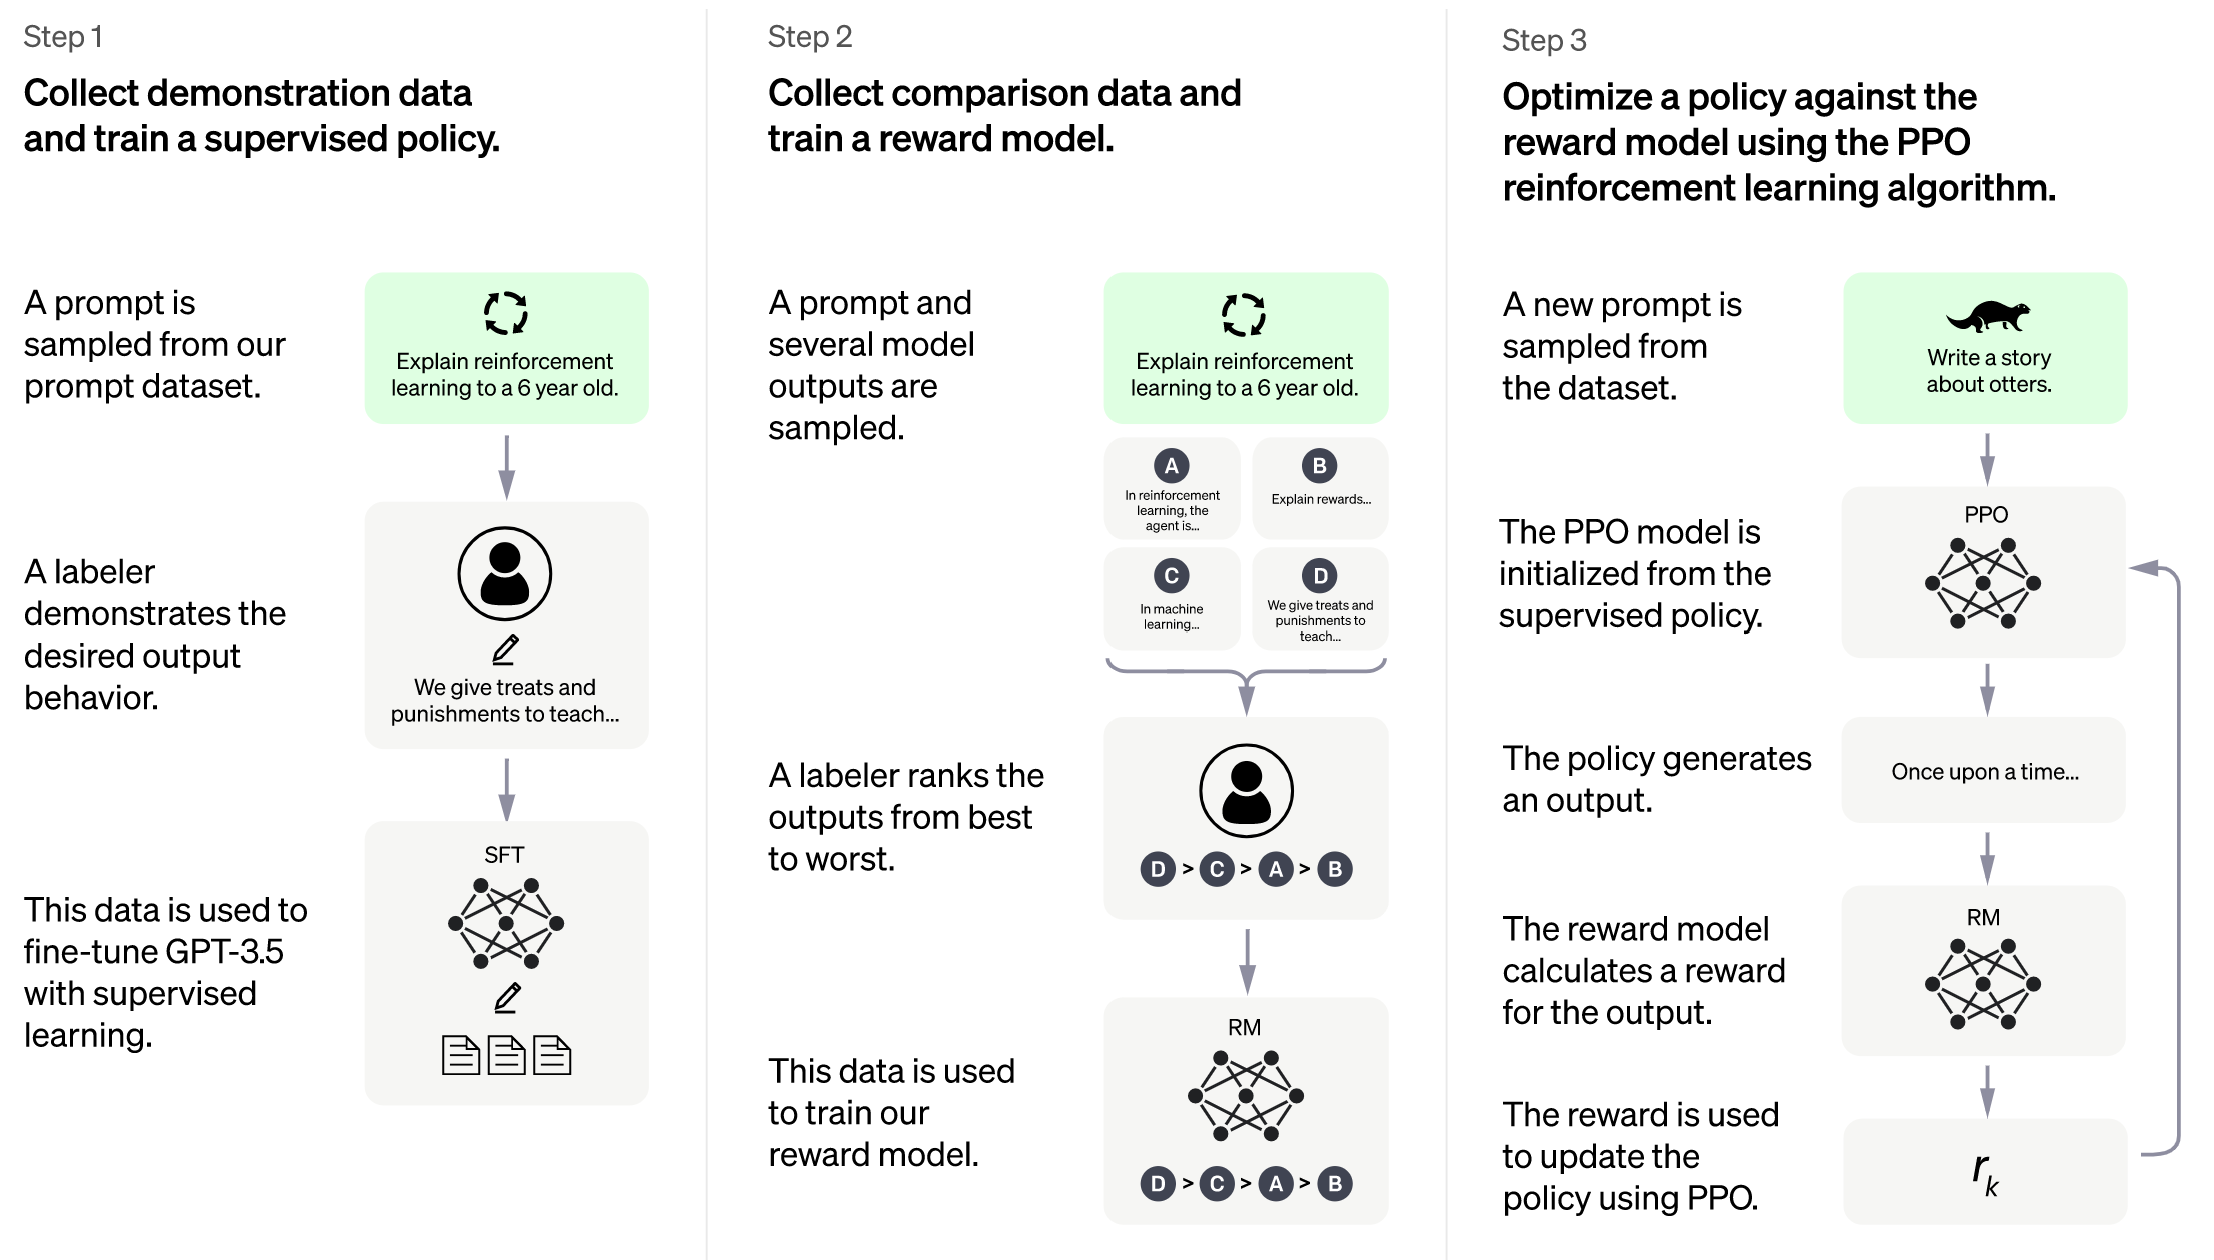 Step 1
Collect demonstration data
and train a supervised policy.
A prompt is
sampled from our
prompt dataset.
Explain reinforcement
learning to a 6 year old.
A labeler
demonstrates the
desired output
behavior.
We give treats and
punishments to teach...
This data is used to
fine-tune GPT-3.5
with supervised
learning.
SFT
Step 2
Collect comparison data and
train a reward model.
A prompt and
several model
outputs are
sampled.
Explain reinforcement
learning to a 6 year old.
A
In reinforcement
learning, the
agent is...
B
Explain rewards...
C
In machine
learning...
D
We give treats and
punishments to
teach...
A labeler ranks the
outputs from best
to worst.
D > C > A > B
This data is used
to train our
reward model.
RM
D > C > A > B
Step 3
Optimize a policy against the
reward model using the PPO
reinforcement learning algorithm.
A new prompt is
sampled from
the dataset.
Write a story
about otters.
The PPO model is
initialized from the
supervised policy.
PPO
The policy generates
an output.
Once upon a time...
The reward model
calculates a reward
for the output.
RM
The reward is used
to update the
policy using PPO.
r_k